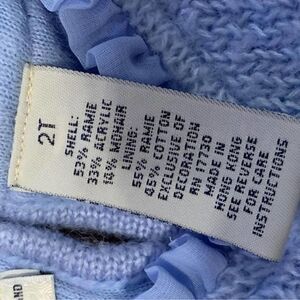 2T
SHELL:
53% RAMIE
33% ACRYLIC
14% MOHAIR
LINING:
55% RAMIE
45% COTTON
EXCLUSIVE OF
DECORATION
RN 17730
MADE IN
HONG KONG
SEE REVERSE
FOR CARE
INSTRUCTIONS
AND